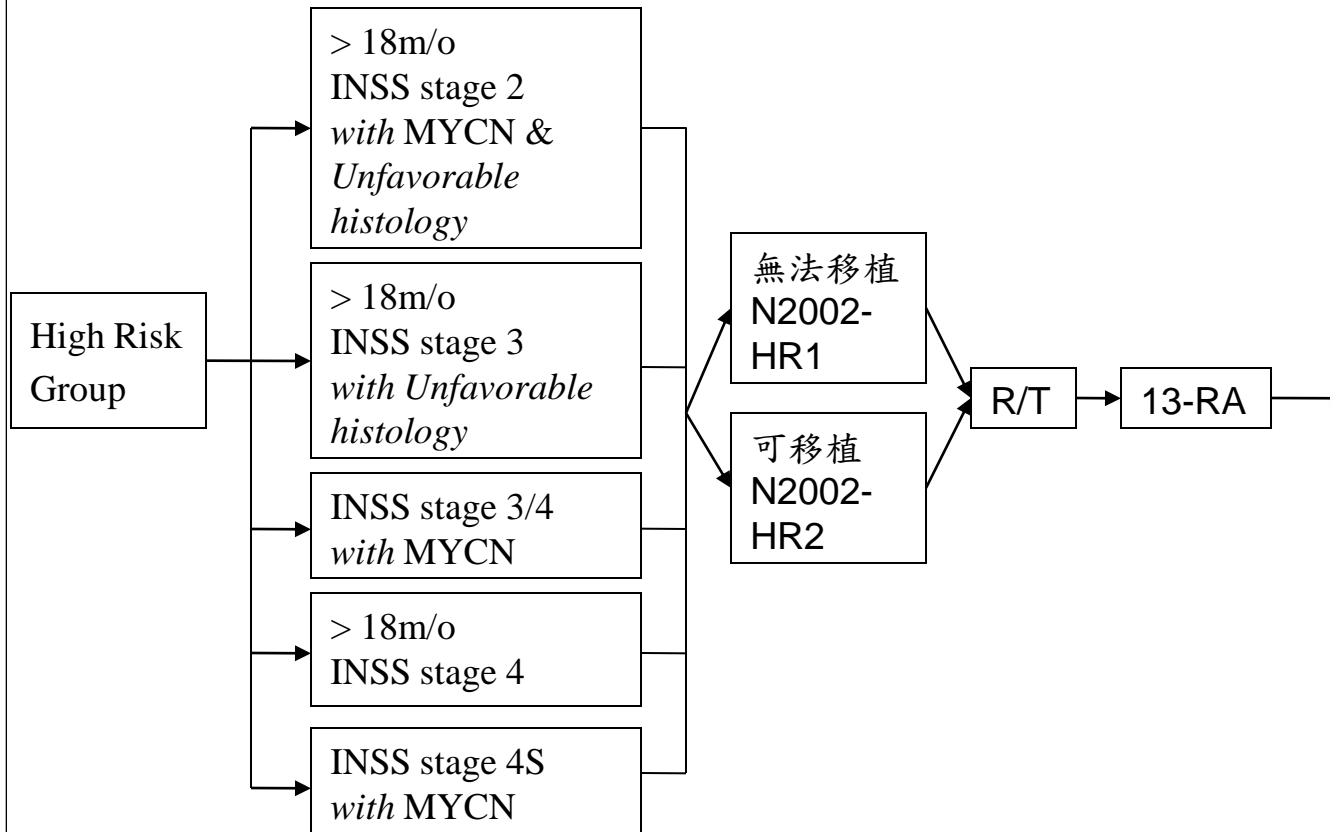 High Risk
Group
> 18m/o
INSS stage 2
with MYCN &
Unfavorable
histology
> 18m/o
INSS stage 3
with Unfavorable
histology
INSS stage 3/4
with MYCN
> 18m/o
INSS stage 4
INSS stage 4S
with MYCN
無法移植
N2002-
HR1
可移植
N2002-
HR2
R/T
13-RA